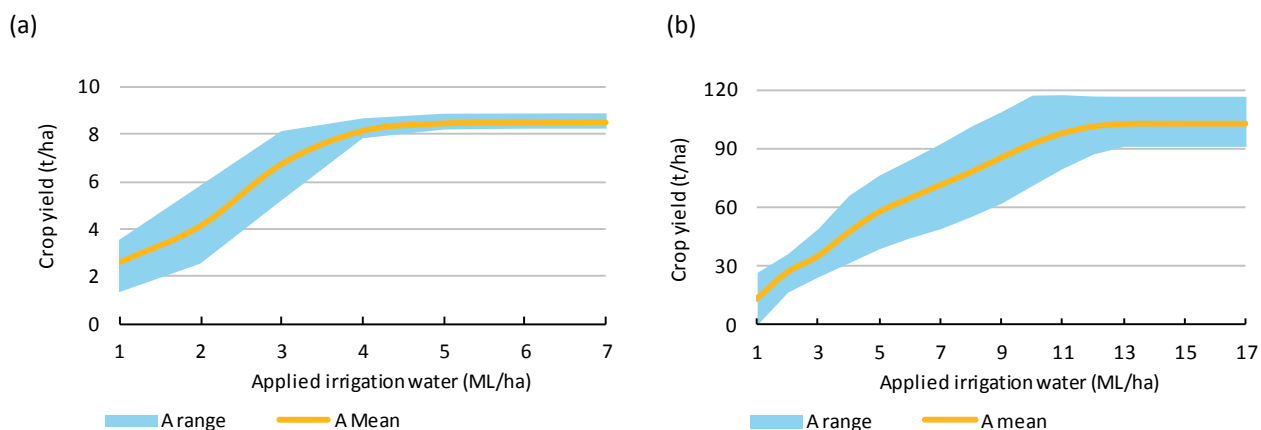 (a)
Crop yield (t/ha)
10
8
6
4
2
0
1 2 3 4 5 6 7
Applied irrigation water (ML/ha)
A range A Mean
(b)
Crop yield (t/ha)
120
90
60
30
0
1 3 5 7 9 11 13 15 17
Applied irrigation water (ML/ha)
A range A mean